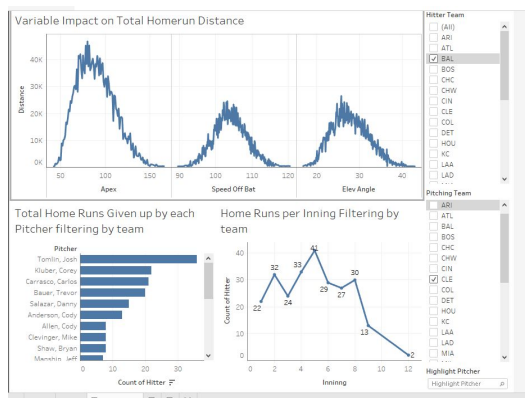 Variable Impact on Total Homerun Distance
Distance
40K
30K
20K
10K
0K
50 100 150 90 100 110 120 20 30 40
Apex Speed Off Bat Elev Angle
Total Home Runs Given up by each
Pitcher filtering by team
Pitcher
Tomlin, Josh
Kluber, Corey
Carrasco, Carlos
Bauer, Trevor
Salazar, Danny
Anderson, Cody
Allen, Cody
Clevinger, Mike
Shaw, Bryan
Manship, Jeff
0 10 20 30
Count of Hitter
Home Runs per Inning Filtering by
team
Count of Hitter
40
30
20
10
0
22
32
24
33
41
29
27
30
13
2
0 2 4 6 8 10 12
Inning
Hitter Team
(All)
ARI
ATL
BAL
BOS
CHC
CHW
CIN
CLE
COL
DET
HOU
KC
LAA
LAD
Pitching Team
ARI
ATL
BAL
BOS
CHC
CHW
CIN
CLE
COL
DET
HOU
KC
LAA
LAD
MIA
Highlight Pitcher
Highlight Pitcher